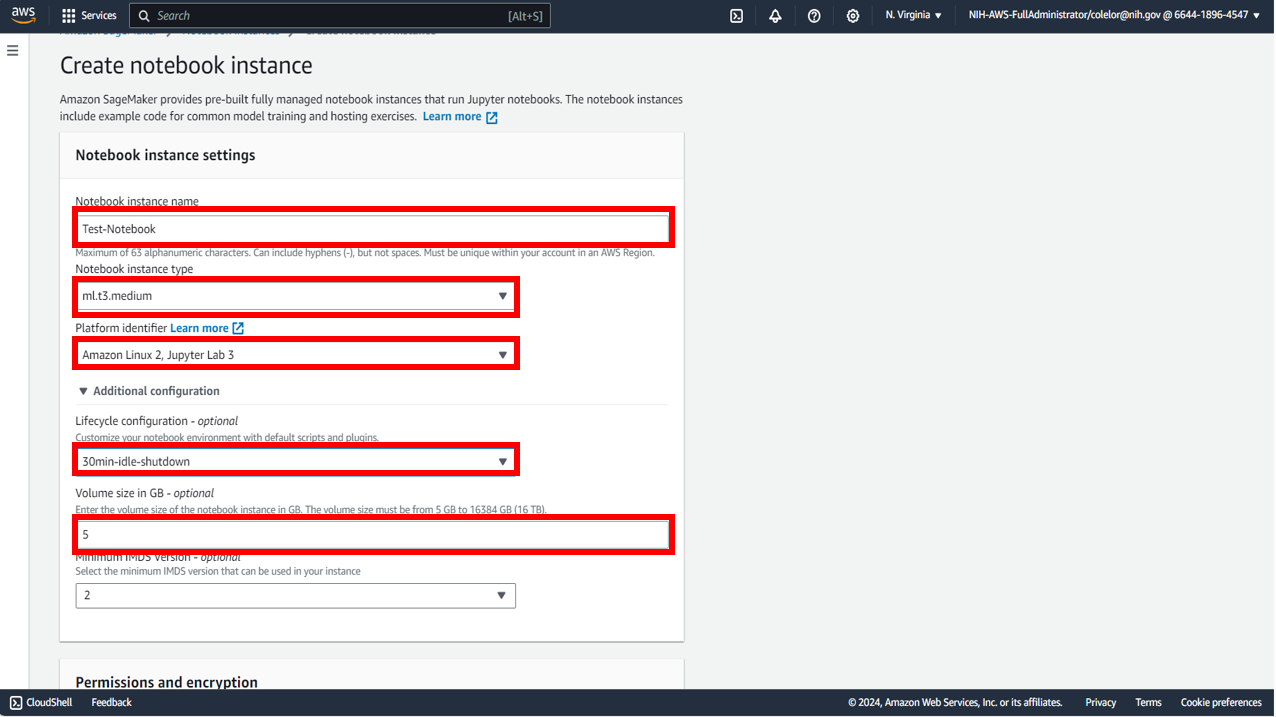 aws
Services
Search
[Alt+S]
N. Virginia
NIH-AWS-FullAdministrator/colelor@nih.gov @ 6644-1896-4547
Amazon SageMaker
Notebook instances
Create notebook instance
Create notebook instance
Amazon SageMaker provides pre-built fully managed notebook instances that run Jupyter notebooks. The notebook instances
include example code for common model training and hosting exercises. Learn more
Notebook instance settings
Notebook instance name
Test-Notebook
Maximum of 63 alphanumeric characters. Can include hyphens (-), but not spaces. Must be unique within your account in an AWS Region.
Notebook instance type
ml.t3.medium
Platform identifier Learn more
Amazon Linux 2, Jupyter Lab 3
Additional configuration
Lifecycle configuration - optional
Customize your notebook environment with default scripts and plugins.
30min-idle-shutdown
Volume size in GB - optional
Enter the volume size of the notebook instance in GB. The volume size must be from 5 GB to 16384 GB (16 TB).
5
Minimum IMDS Version - optional
Select the minimum IMDS version that can be used in your instance
2
Permissions and encryption
CloudShell
Feedback
© 2024, Amazon Web Services, Inc. or its affiliates.
Privacy
Terms
Cookie preferences